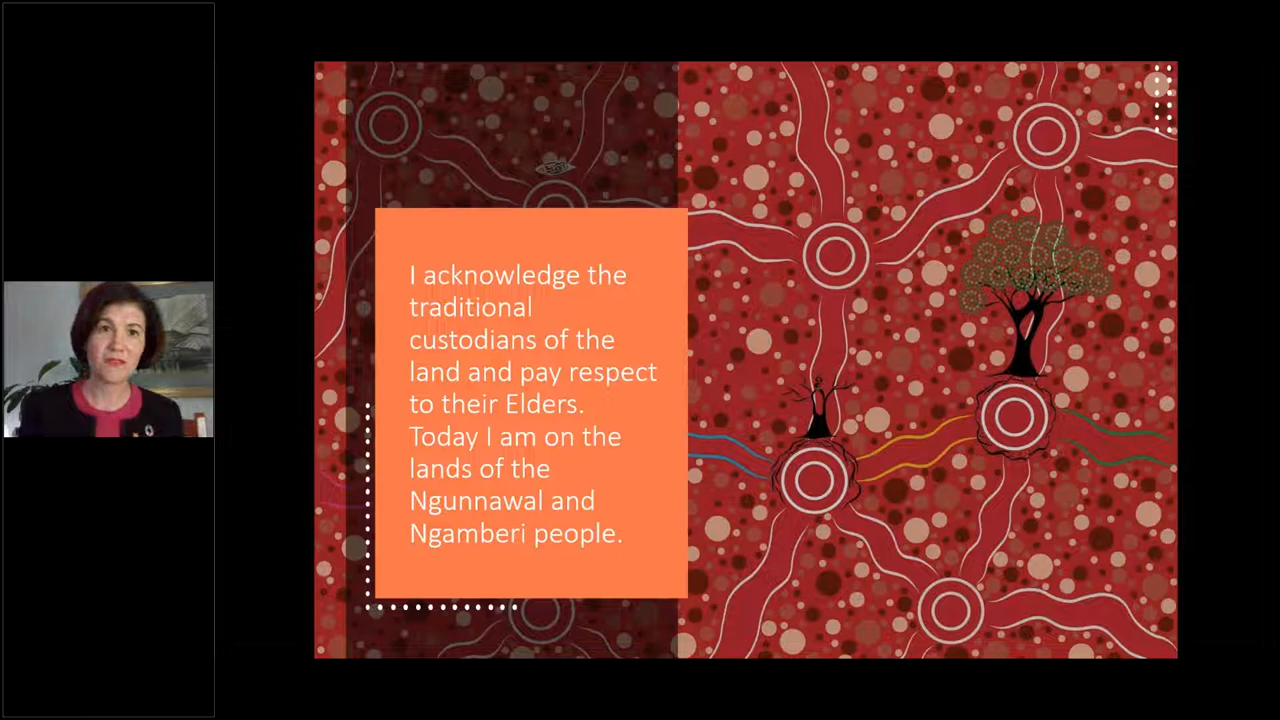 I acknowledge the
traditional
custodians of the
land and pay respect
to their Elders.
Today I am on the
lands of the
Ngunnawal and
Ngamberi people.